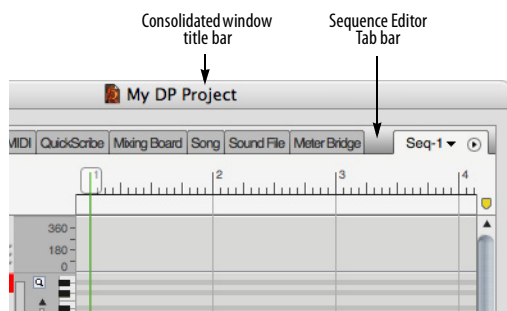 Consolidated window
title bar
Sequence Editor
Tab bar
My DP Project
MIDI QuickScribe Mixing Board Song Sound File Meter Bridge Seq-1
1 2 3 4
360
180
0